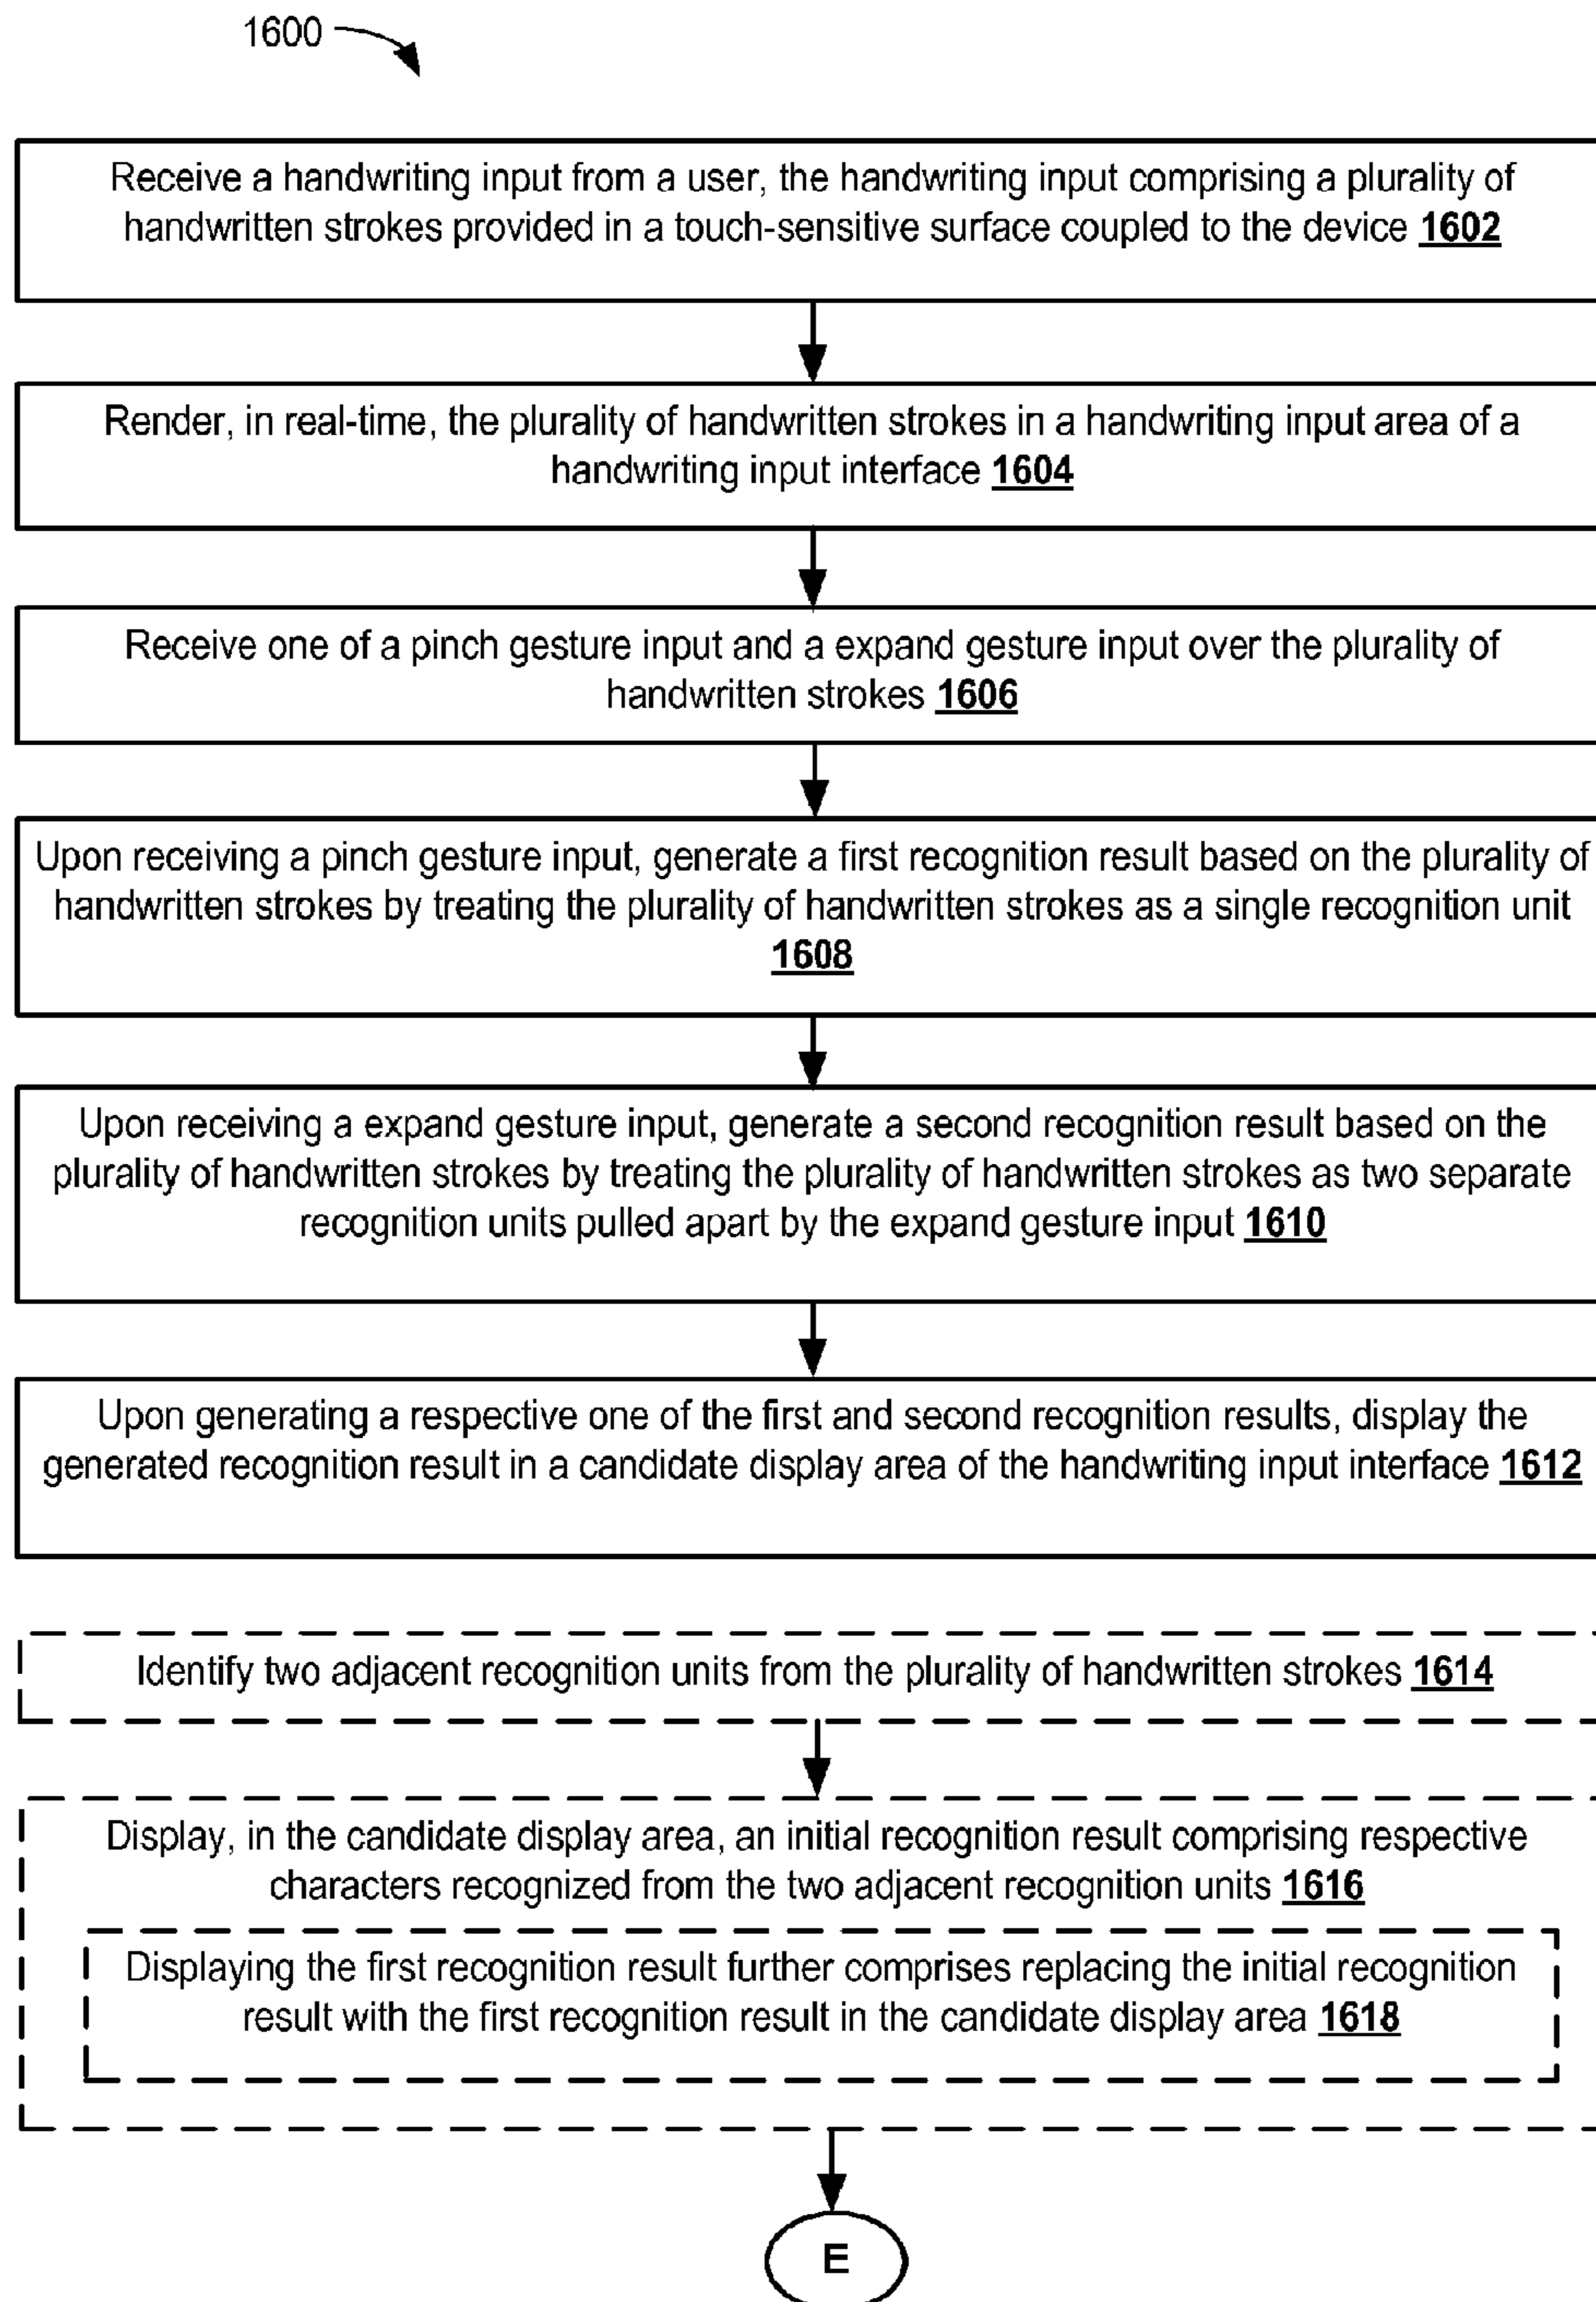 1600
Receive a handwriting input from a user, the handwriting input comprising a plurality of
handwritten strokes provided in a touch-sensitive surface coupled to the device 1602
Render, in real-time, the plurality of handwritten strokes in a handwriting input area of a
handwriting input interface 1604
Receive one of a pinch gesture input and a expand gesture input over the plurality of
handwritten strokes 1606
Upon receiving a pinch gesture input, generate a first recognition result based on the plurality of
handwritten strokes by treating the plurality of handwritten strokes as a single recognition unit
1608
Upon receiving a expand gesture input, generate a second recognition result based on the
plurality of handwritten strokes by treating the plurality of handwritten strokes as two separate
recognition units pulled apart by the expand gesture input 1610
Upon generating a respective one of the first and second recognition results, display the
generated recognition result in a candidate display area of the handwriting input interface 1612
Identify two adjacent recognition units from the plurality of handwritten strokes 1614
Display, in the candidate display area, an initial recognition result comprising respective
characters recognized from the two adjacent recognition units 1616
Displaying the first recognition result further comprises replacing the initial recognition
result with the first recognition result in the candidate display area 1618
E